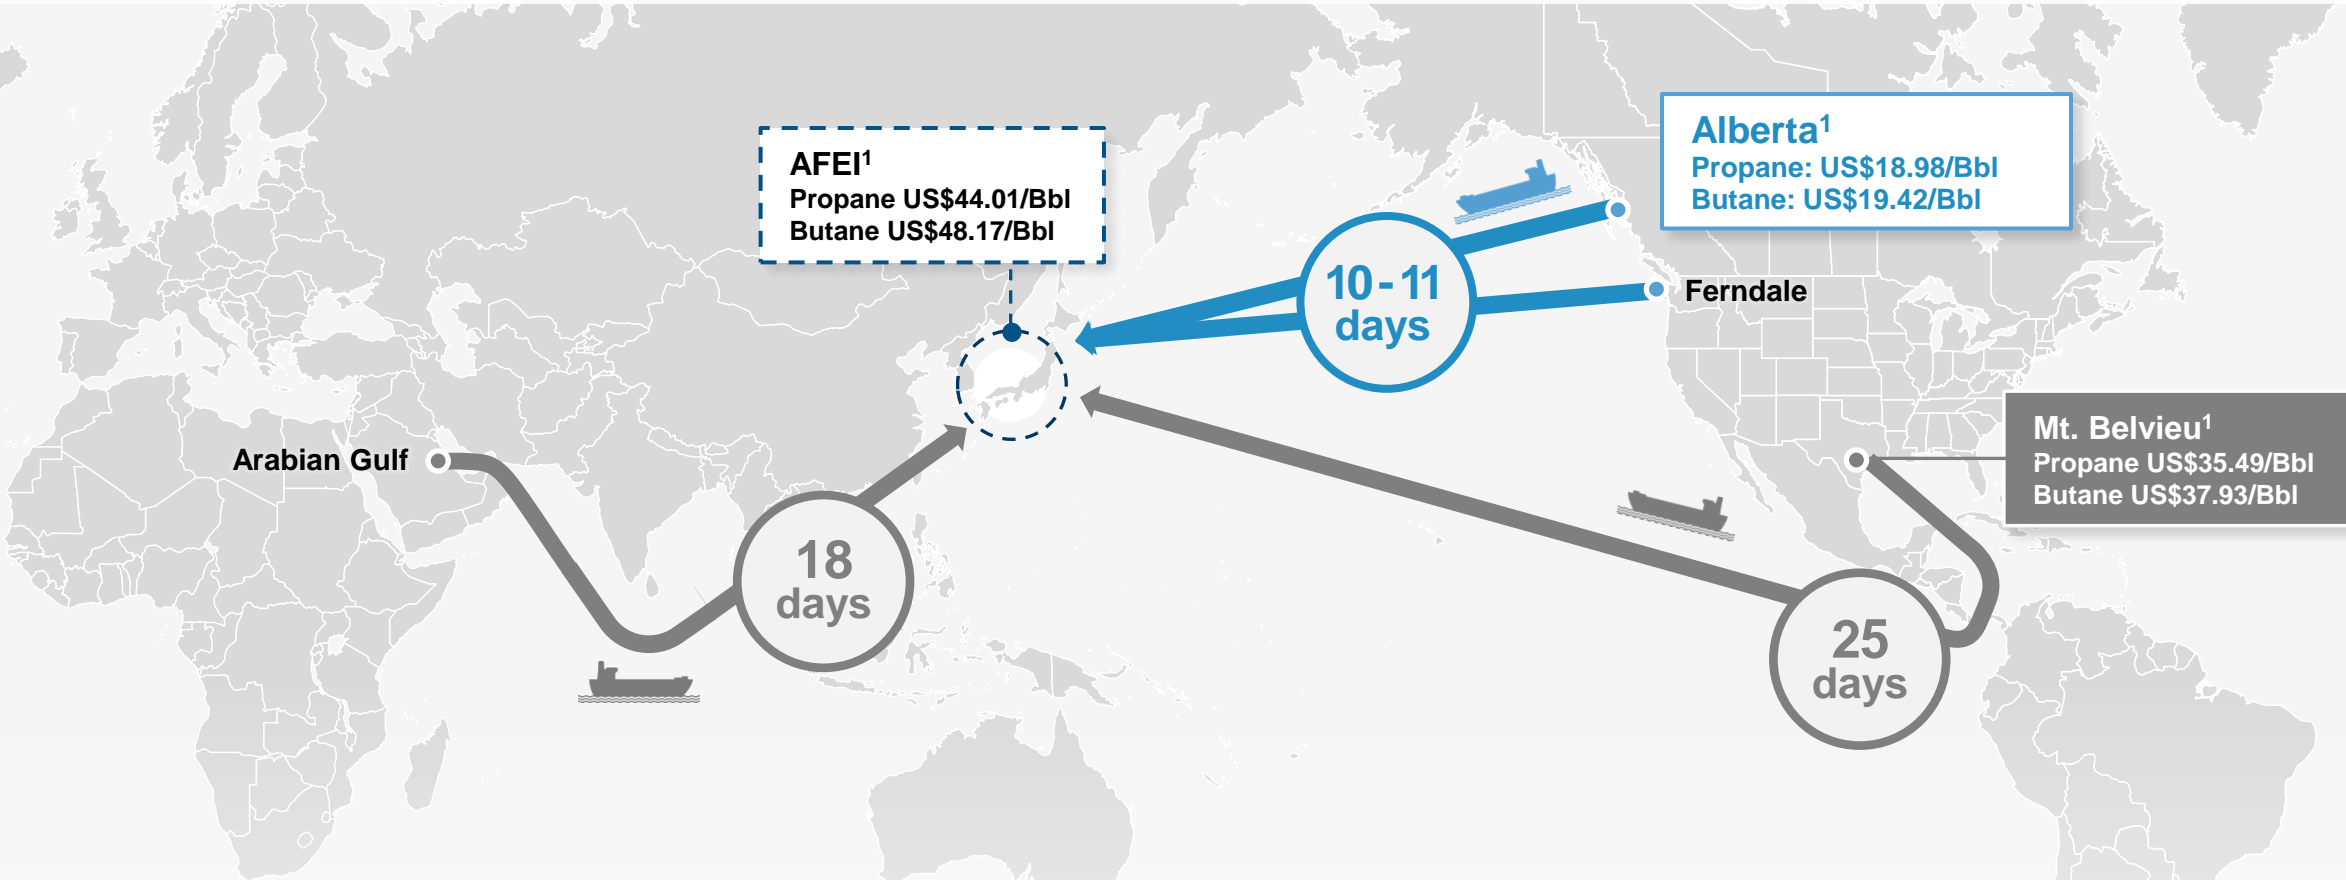 AFEI1
Propane US$44.01/Bbl
Butane US$48.17/Bbl
Alberta1
Propane: US$18.98/Bbl
Butane: US$19.42/Bbl
10-11
days
Ferndale
Mt. Belvieu1
Propane US$35.49/Bbl
Butane US$37.93/Bbl
Arabian Gulf
18
days
25
days